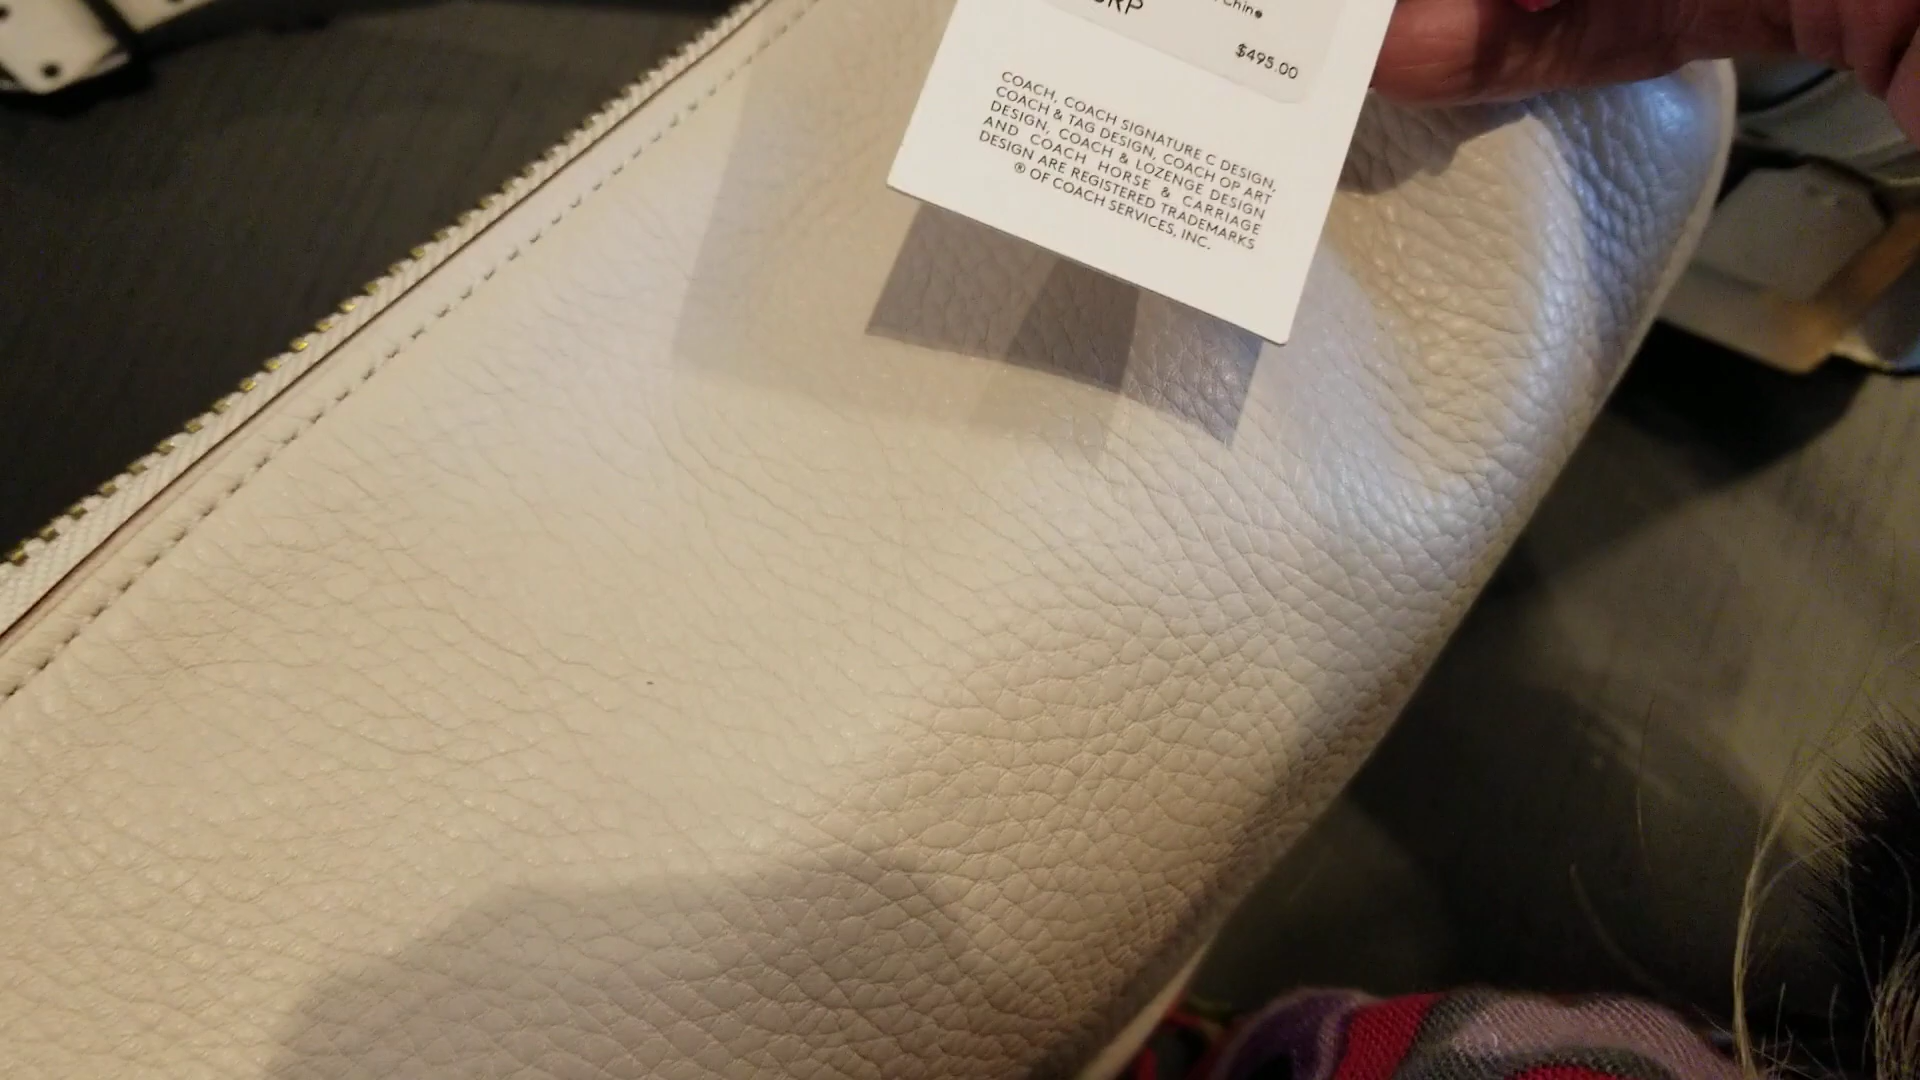 China
$495.00
COACH, COACH SIGNATURE C DESIGN,
COACH & TAG DESIGN, COACH OP ART
DESIGN, COACH & LOZENGE DESIGN
AND COACH HORSE & CARRIAGE
DESIGN ARE REGISTERED TRADEMARKS
® OF COACH SERVICES, INC.